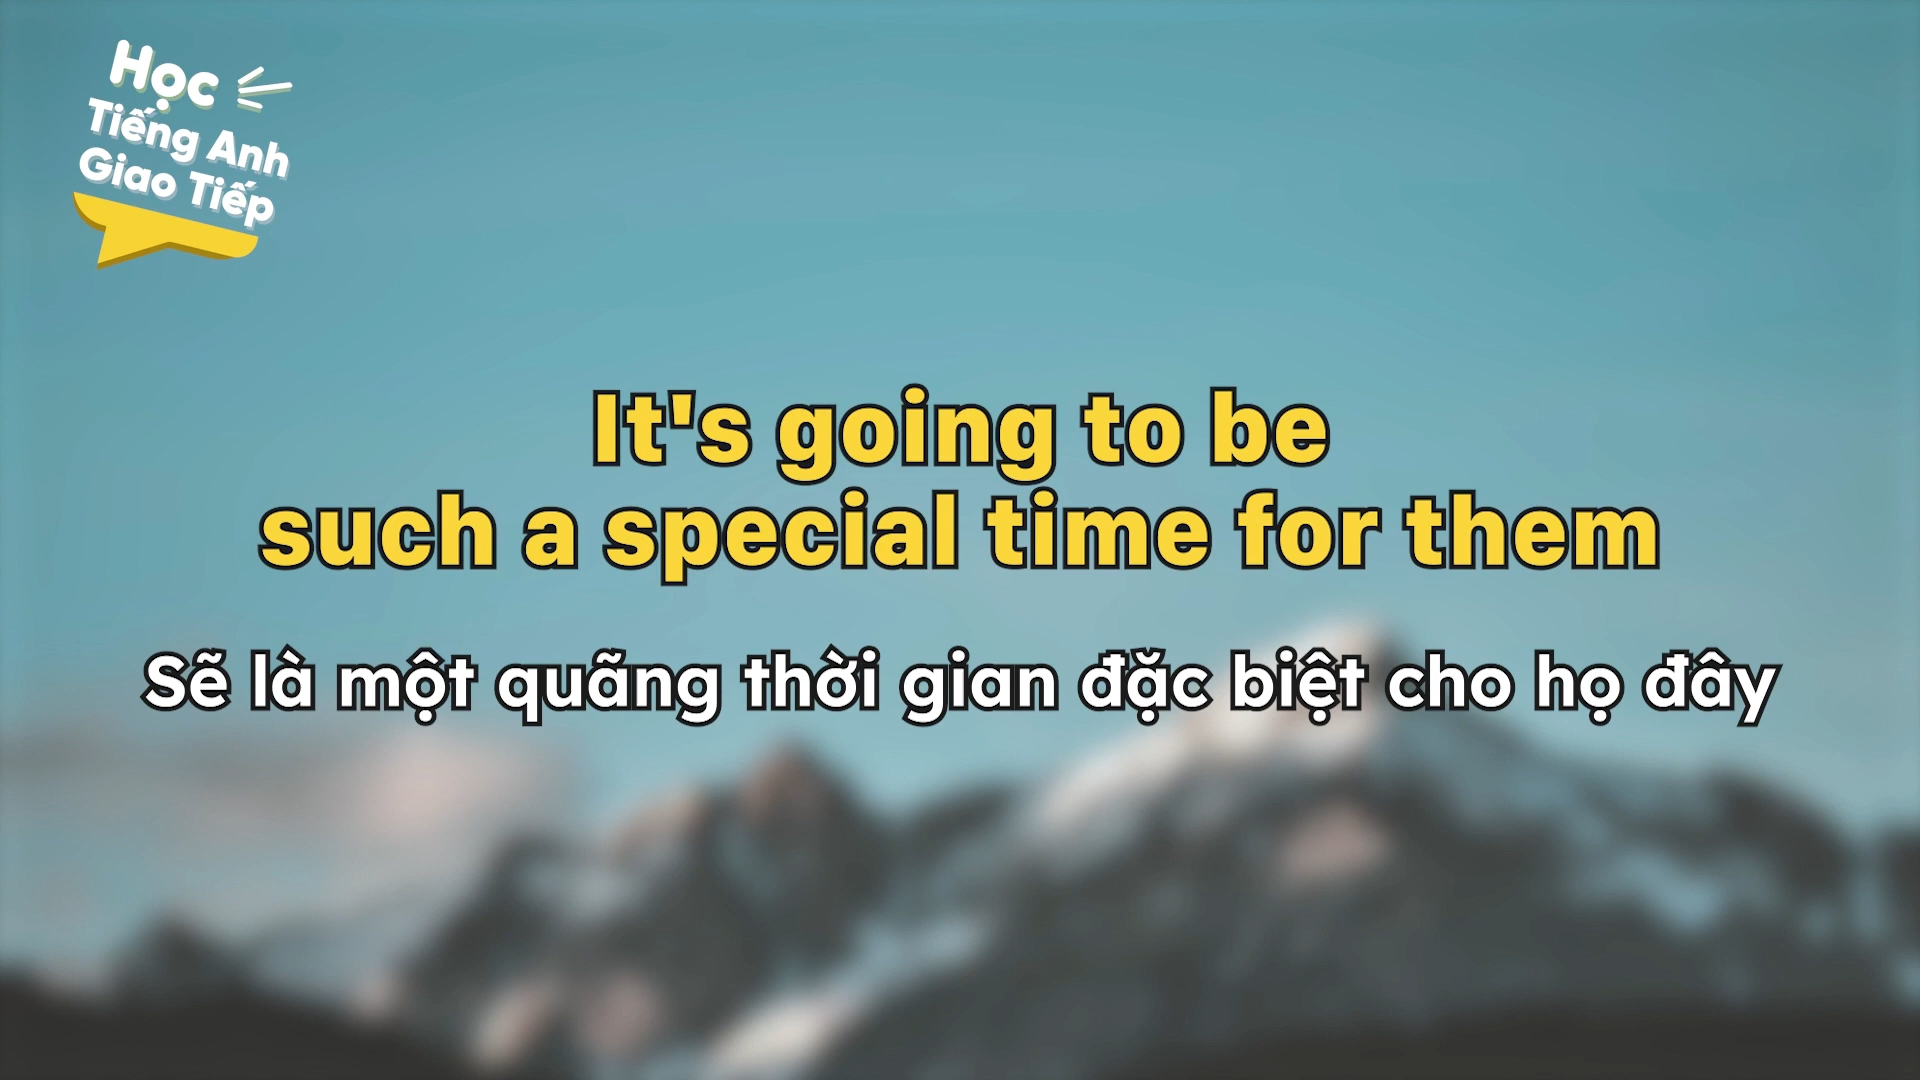 Học
Tiếng Anh
Giao Tiếp
It's going to be
such a special time for them
Sẽ là một quãng thời gian đặc biệt cho họ đây